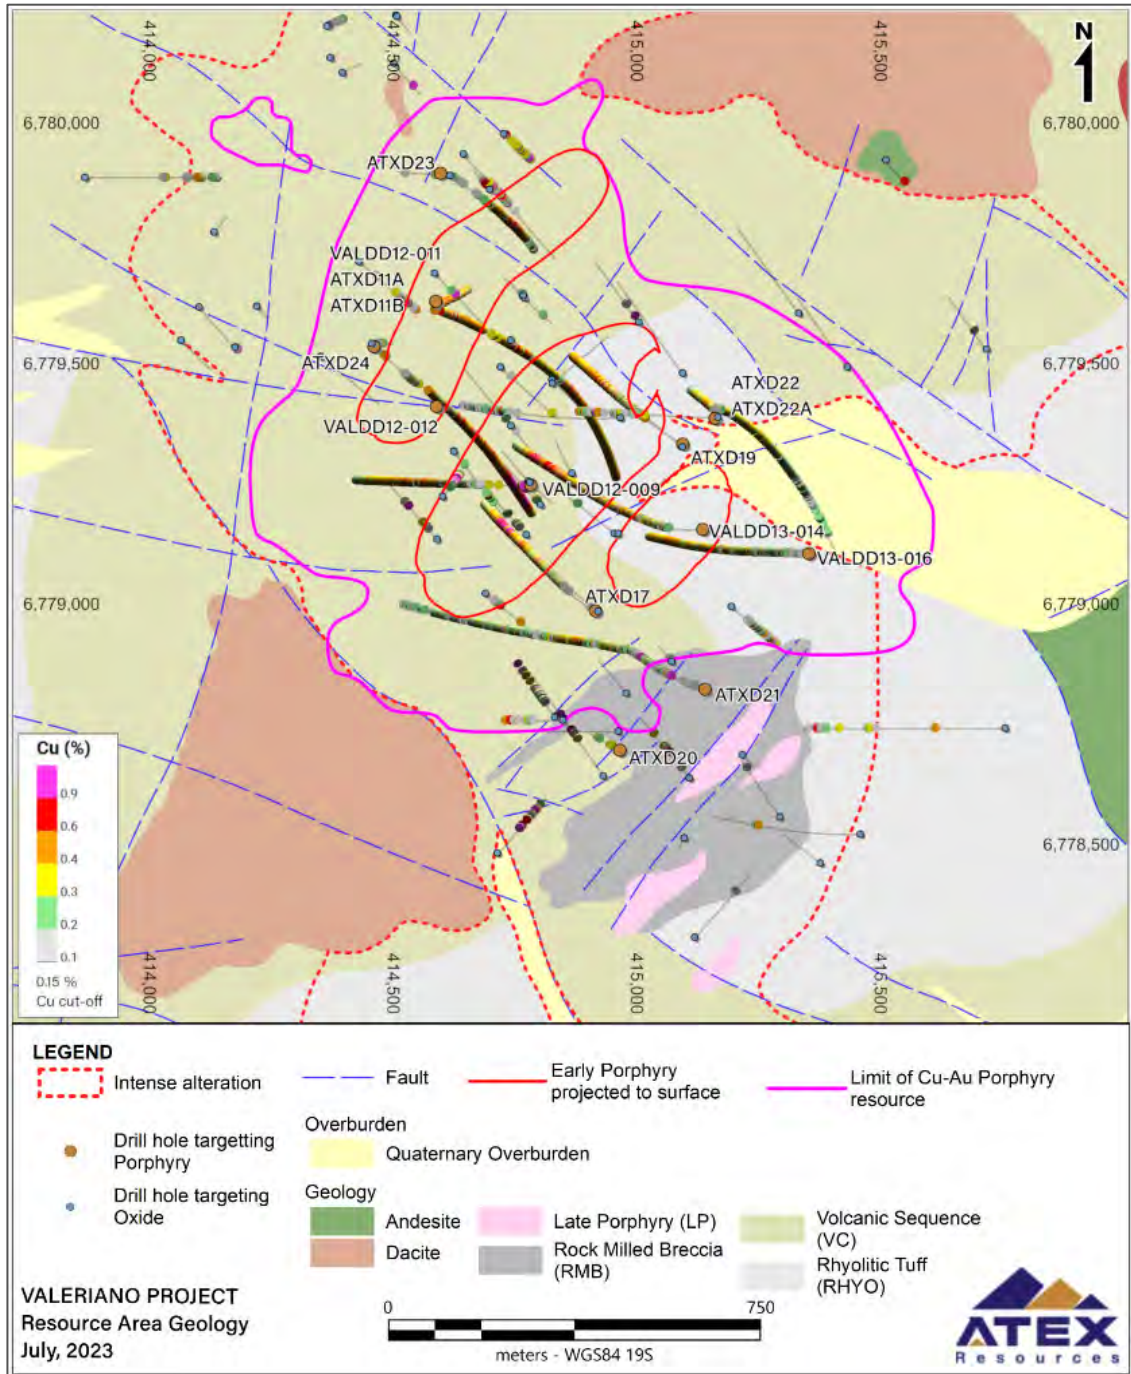 414,000
414,500
415,000
415,500
N
6,780,000
6,780,000
ATXD23
VALDD12-011
ATXD11A
ATXD11B
6,779,500
6,779,500
ATXD24
ATXD22
ATXD22A
VALDD12-012
ATXD19
VALDD12-009
VALDD13-014
VALDD13-016
6,779,000
6,779,000
ATXD17
ATXD21
ATXD20
Cu (%)
0.9
0.6
0.4
0.3
0.2
0.1
0.15 %
Cu cut-off
6,778,500
414,000
414,500
415,000
415,500
LEGEND
Intense alteration
Fault
Early Porphyry
projected to surface
Limit of Cu-Au Porphyry
resource
Drill hole targetting
Porphyry
Drill hole targeting
Oxide
Overburden
Quaternary Overburden
Geology
Andesite
Dacite
Late Porphyry (LP)
Rock Milled Breccia
(RMB)
Volcanic Sequence
(VC)
Rhyolitic Tuff
(RHYO)
VALERIANO PROJECT
Resource Area Geology
July, 2023
0 750
meters - WGS84 19S
ATEX
Resources